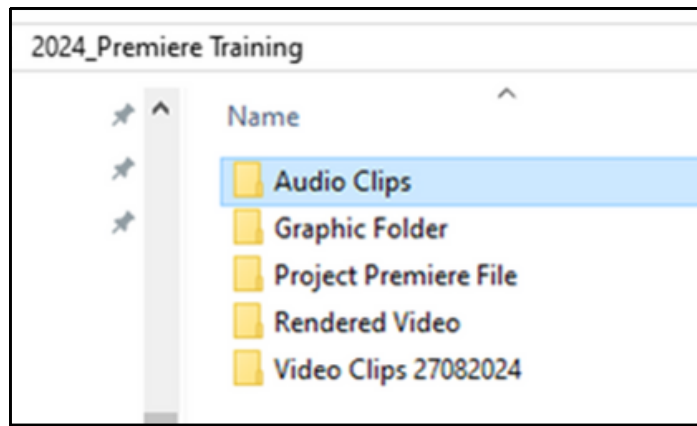 2024_Premiere Training
Name
Audio Clips
Graphic Folder
Project Premiere File
Rendered Video
Video Clips 27082024